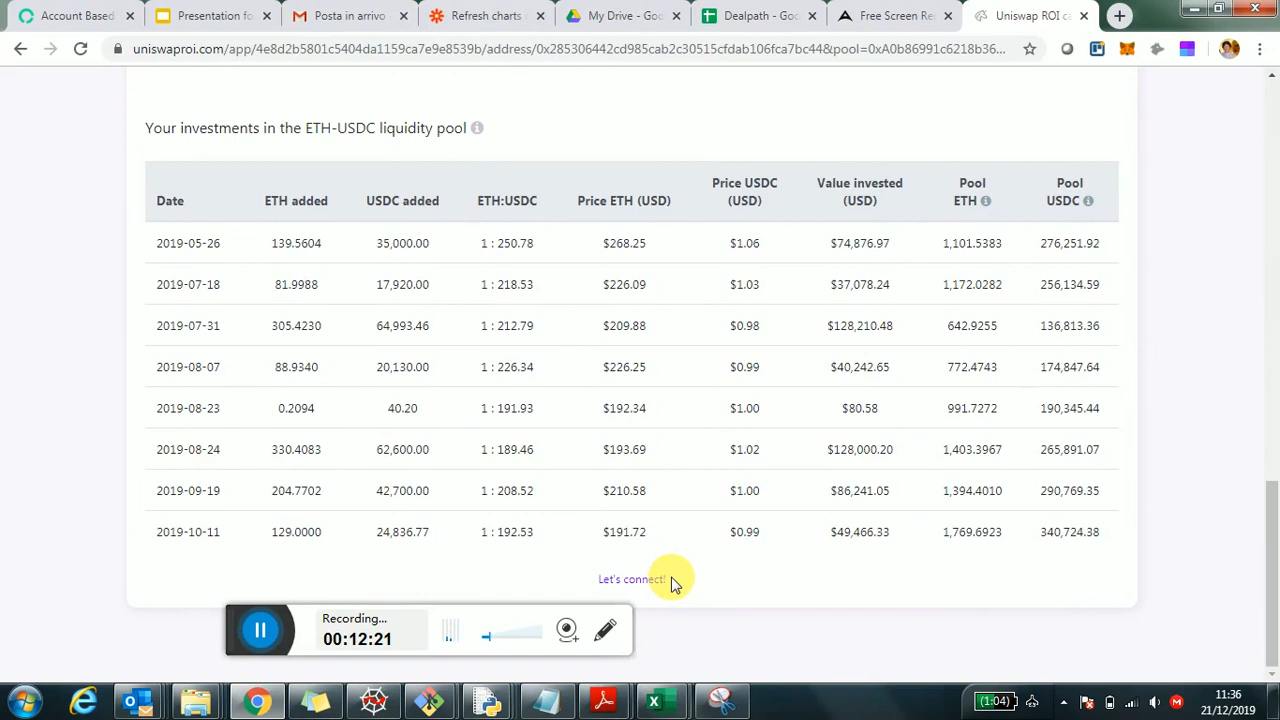 Account Based
Presentation fo
Posta in arrivo
Refresh charts
My Drive - Goo
Dealpath - Goo
Free Screen Re
Uniswap ROI ca
uniswaproi.com/app/4e8d2b5801c5404da1159ca7e9e8539b/address/0x285306442cd985cab2c30515cfdab106fca7bc44&pool=0xA0b86991c6218b36...
Your investments in the ETH-USDC liquidity pool
Date ETH added USDC added ETH:USDC Price ETH (USD) Price USDC (USD) Value invested (USD) Pool ETH Pool USDC
2019-05-26 139.5604 35,000.00 1 : 250.78 $268.25 $1.06 $74,876.97 1,101.5383 276,251.92
2019-07-18 81.9988 17,920.00 1 : 218.53 $226.09 $1.03 $37,078.24 1,172.0282 256,134.59
2019-07-31 305.4230 64,993.46 1 : 212.79 $209.88 $0.98 $128,210.48 642.9255 136,813.36
2019-08-07 88.9340 20,130.00 1 : 226.34 $226.25 $0.99 $40,242.65 772.4743 174,847.64
2019-08-23 0.2094 40.20 1 : 191.93 $192.34 $1.00 $80.58 991.7272 190,345.44
2019-08-24 330.4083 62,600.00 1 : 189.46 $193.69 $1.02 $128,000.20 1,403.3967 265,891.07
2019-09-19 204.7702 42,700.00 1 : 208.52 $210.58 $1.00 $86,241.05 1,394.4010 290,769.35
2019-10-11 129.0000 24,836.77 1 : 192.53 $191.72 $0.99 $49,466.33 1,769.6923 340,724.38
Let's connect!
Recording...
00:12:21
(1:04)
11:36
21/12/2019